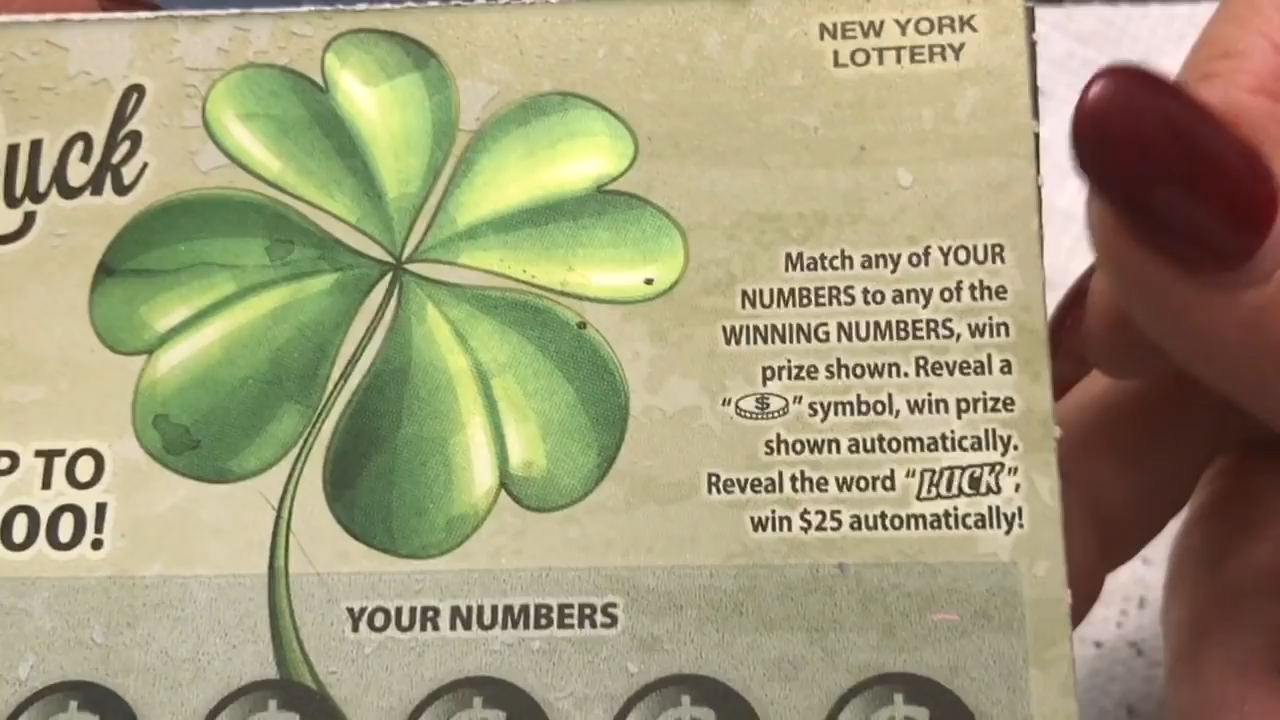 NEW YORK
LOTTERY
uck
Match any of YOUR
NUMBERS to any of the
WINNING NUMBERS, win
prize shown. Reveal a
"$" symbol, win prize
shown automatically.
Reveal the word "LUCK",
win $25 automatically!
P TO
00!
YOUR NUMBERS
$ $ $ $ $